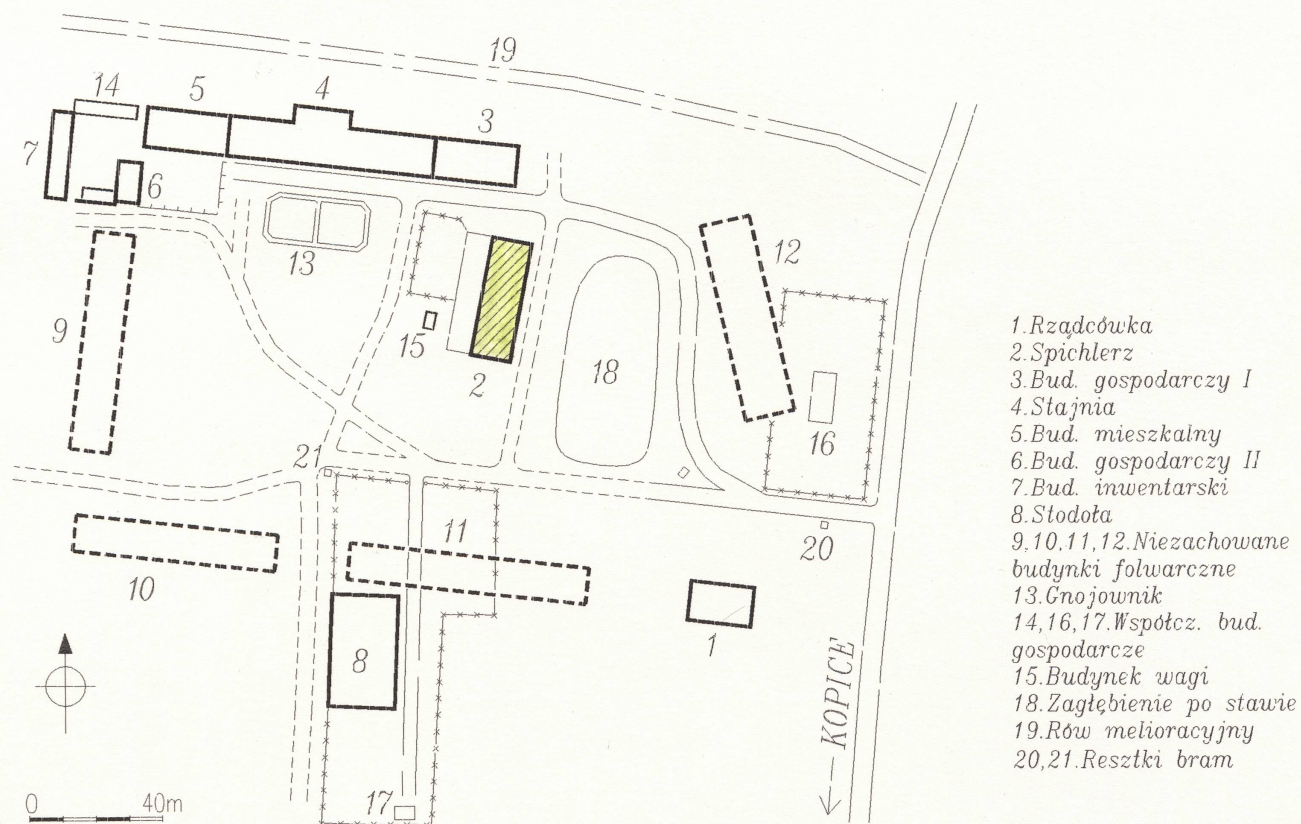 19
14
5
4
3
7
6
13
12
9
15
2
18
16
21
11
20
10
8
1
17
0 40m
← KOPICE
1.Rządcówka
2.Spichlerz
3.Bud. gospodarczy I
4.Stajnia
5.Bud. mieszkalny
6.Bud. gospodarczy II
7.Bud. inwentarski
8.Stodoła
9,10,11,12.Niezachowane
budynki folwarczne
13.Gnojownik
14,16,17.Współcz. bud.
gospodarcze
15.Budynek wagi
18.Zagłębienie po stawie
19.Rów melioracyjny
20,21.Resztki bram